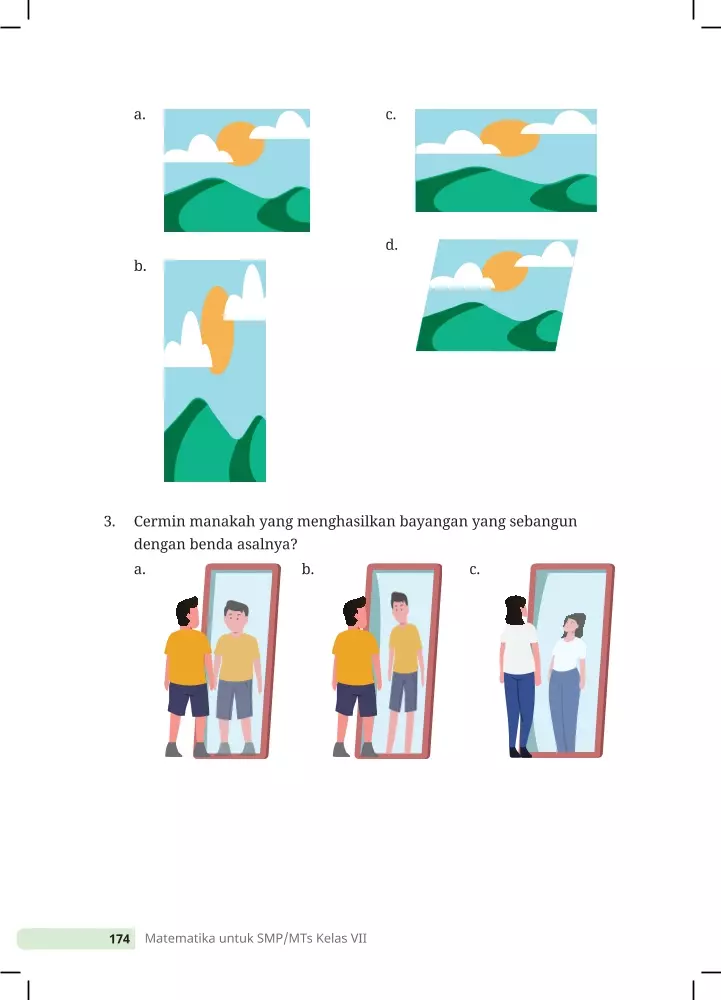 a.
c.
b.
d.
3. Cermin manakah yang menghasilkan bayangan yang sebangun
dengan benda asalnya?
a.
b.
c.
174 Matematika untuk SMP/MTs Kelas VII